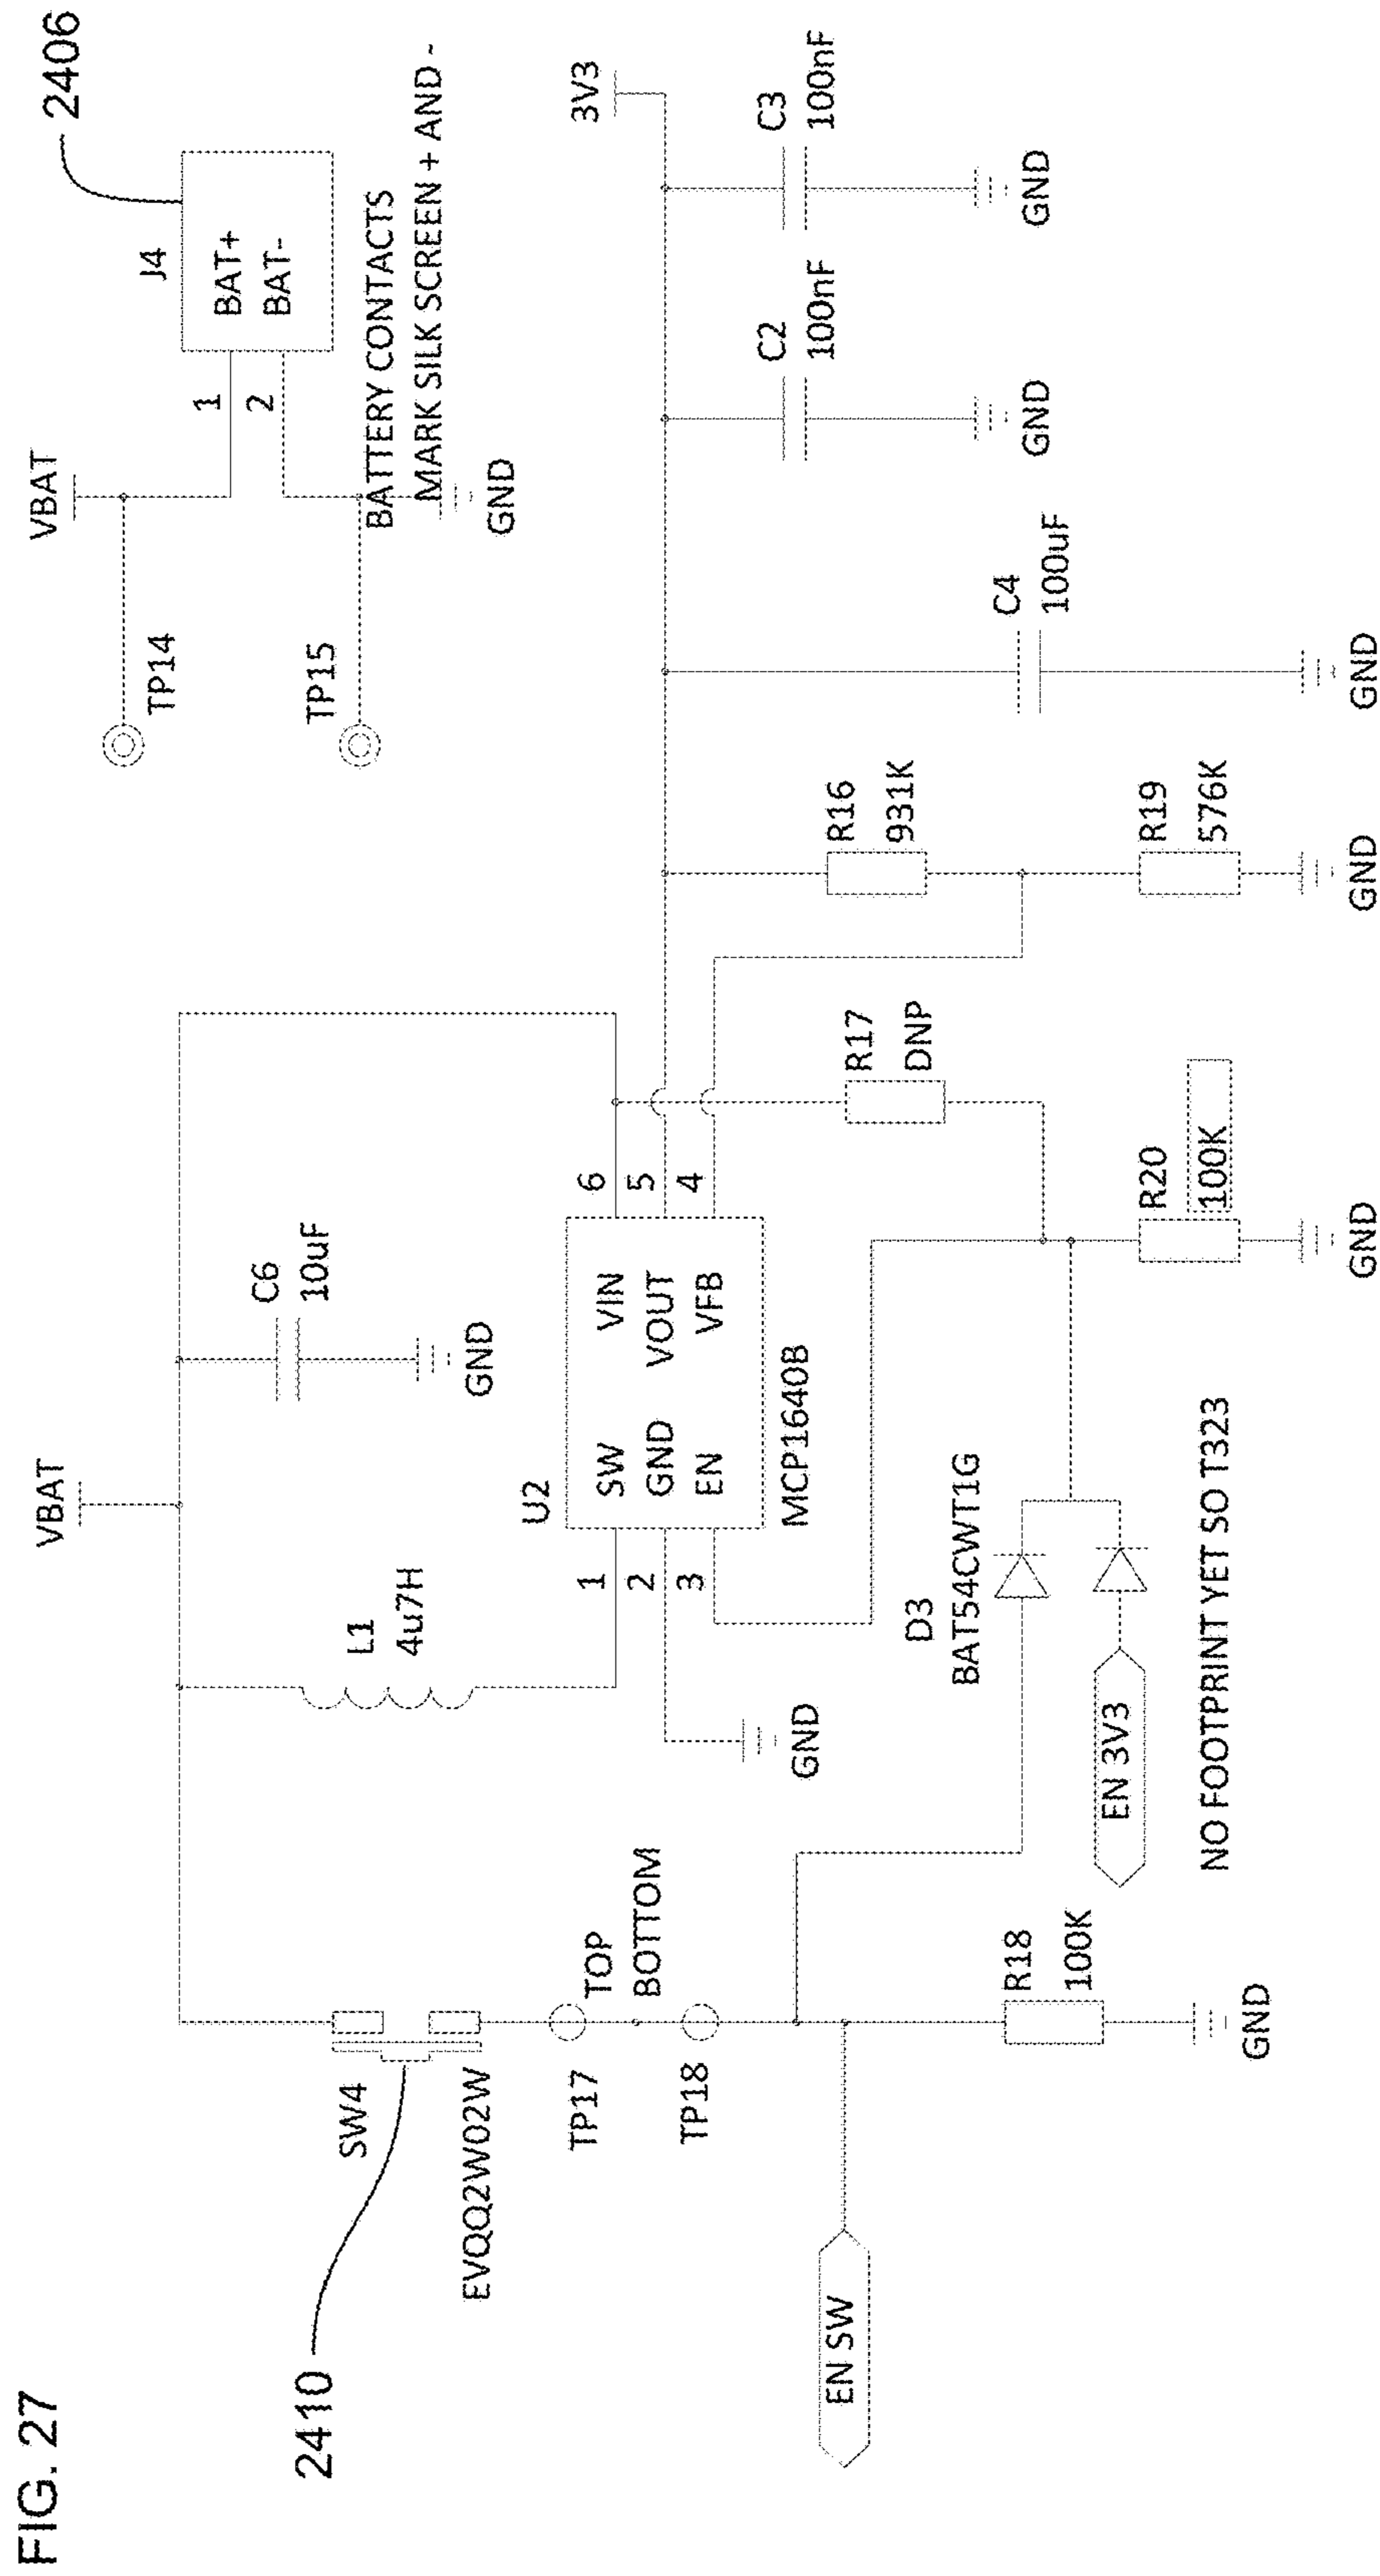 FIG. 27
2410
SW4
EVQQ2W02W
TP17
TOP
BOTTOM
TP18
EN SW
R18
100K
GND
VBAT
L1
4u7H
C6
10uF
GND
U2
1
2
3
SW
GND
EN
VIN
VOUT
VFB
6
5
4
MCP1640B
GND
D3
BAT54CWT1G
EN 3V3
NO FOOTPRINT YET SO T323
R17
DNP
R20
100K
GND
R16
931K
R19
576K
GND
C4
100uF
GND
C2
100nF
GND
C3
100nF
GND
3V3
VBAT
TP14
TP15
1
2
J4
BAT+
BAT-
2406
BATTERY CONTACTS
MARK SILK SCREEN + AND -
GND